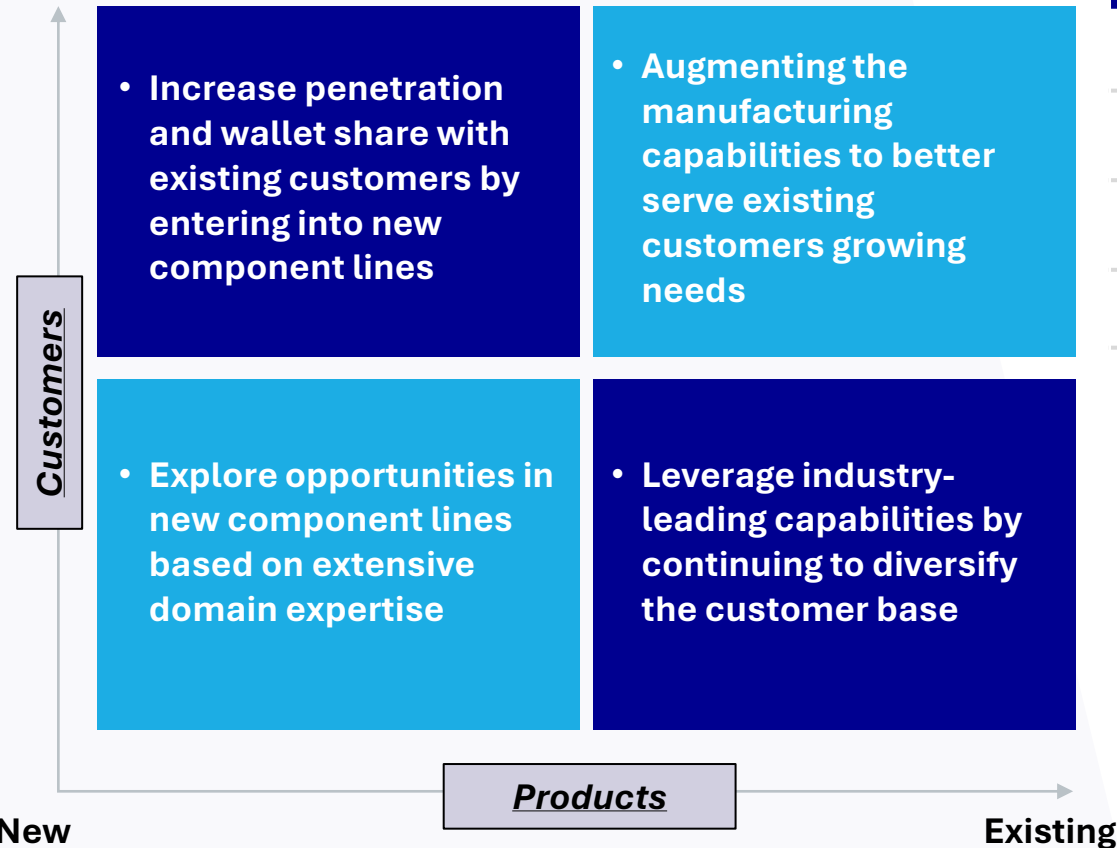 • Increase penetration
and wallet share with
existing customers by
entering into new
component lines
• Augmenting the
manufacturing
capabilities to better
serve existing
customers growing
needs
Customers
• Explore opportunities in
new component lines
based on extensive
domain expertise
• Leverage industry-
leading capabilities by
continuing to diversify
the customer base
Products
New
Existing